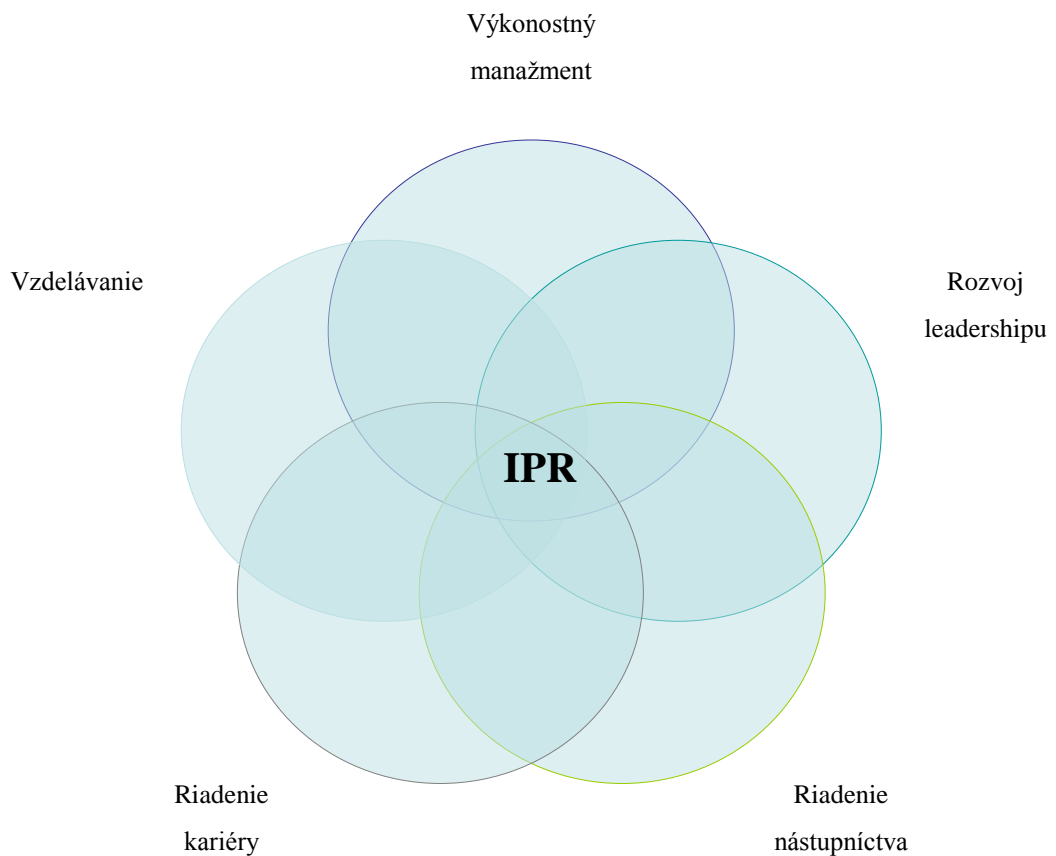 Výkonostný
manažment
Vzdelávanie
Rozvoj
leadershipu
IPR
Riadenie
kariéry
Riadenie
nástupníctva